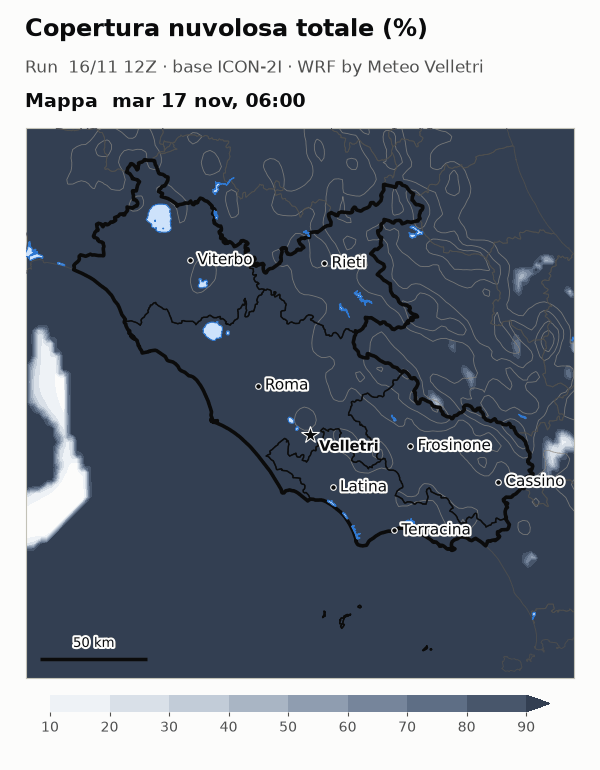 Copertura nuvolosa totale (%)
Run  16/11 12Z · base ICON-2I · WRF by Meteo Velletri
Mappa  mar 17 nov, 06:00
Viterbo
Rieti
Roma
Velletri
Frosinone
Latina
Cassino
Terracina
50 km
10 20 30 40 50 60 70 80 90